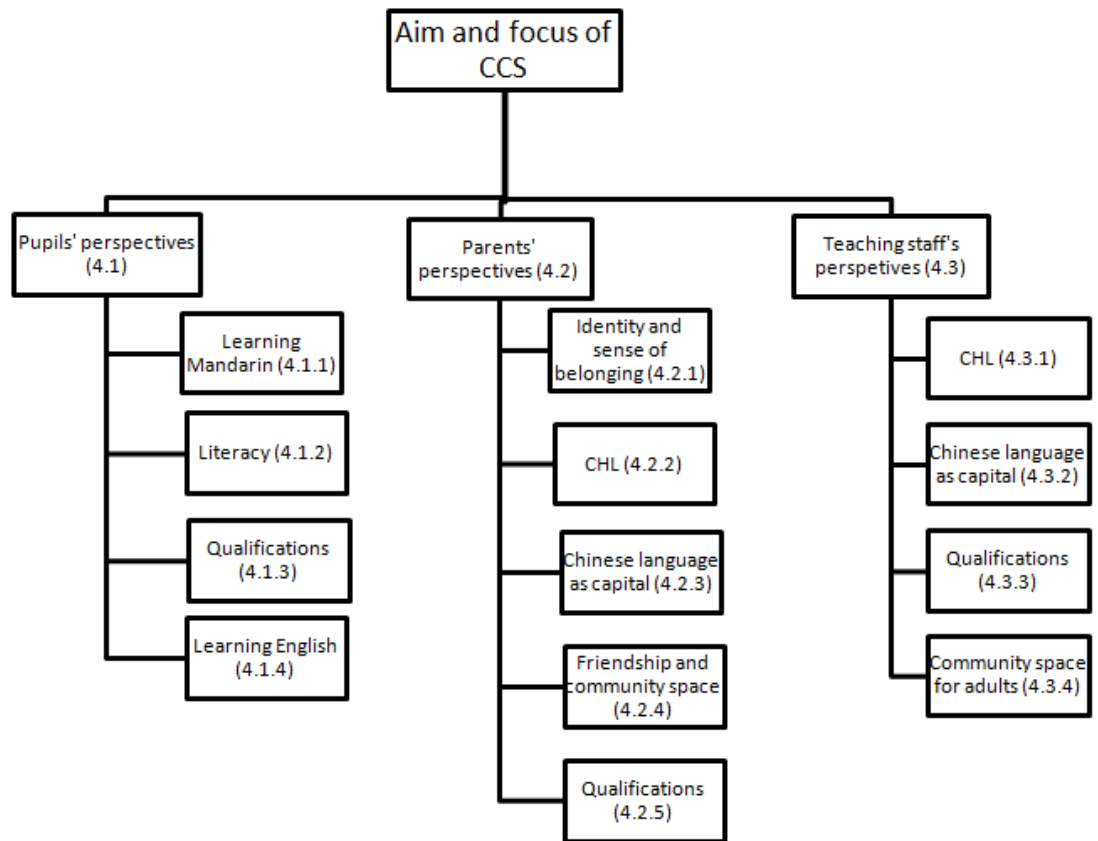 Aim and focus of
CCS
Pupils' perspectives
(4.1)
Learning
Mandarin (4.1.1)
Literacy (4.1.2)
Qualifications
(4.1.3)
Learning English
(4.1.4)
Parents'
perspectives (4.2)
Identity and
sense of
belonging (4.2.1)
CHL (4.2.2)
Chinese language
as capital (4.2.3)
Friendship and
community space
(4.2.4)
Qualifications
(4.2.5)
Teaching staff's
perspetives (4.3)
CHL (4.3.1)
Chinese language
as capital (4.3.2)
Qualifications
(4.3.3)
Community space
for adults (4.3.4)